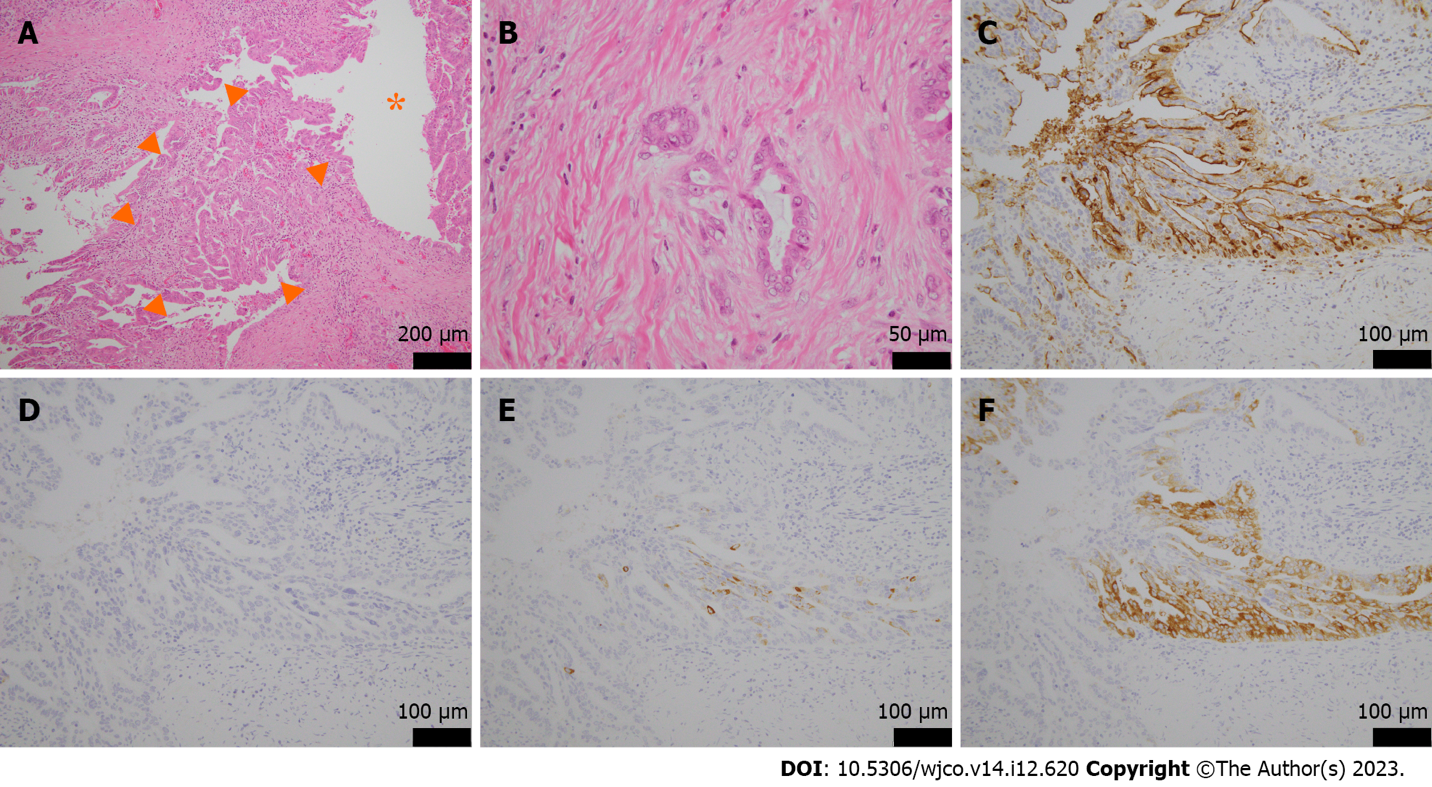 A
B
C
*
200 µm
50 µm
100 µm
D
E
F
100 µm
100 µm
100 µm
DOI: 10.5306/wjco.v14.i12.620 Copyright ©The Author(s) 2023.